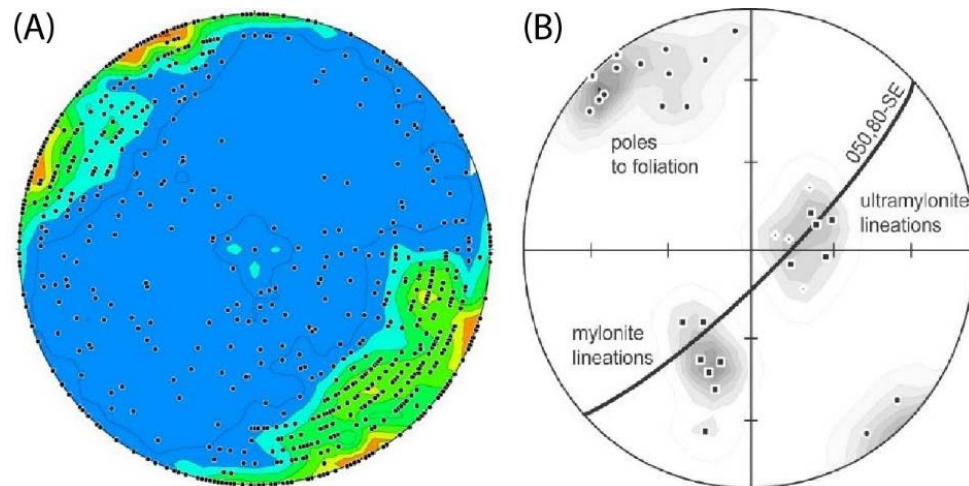 (A)
(B)
050,80-SE
poles
to foliation
ultramylonite
lineations
mylonite
lineations